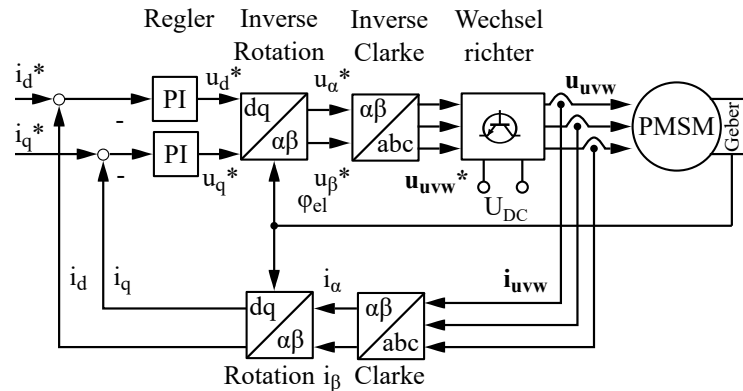 Regler
Inverse
Rotation
Inverse
Clarke
Wechsel
richter
i_d*
i_q*
-
-
PI
PI
u_d*
u_q*
dq
αβ
u_α*
u_β*
αβ
abc
u_uvw*
U_DC
u_uvw
PMSM
Geber
φ_el
i_d
i_q
dq
αβ
i_α
i_β
αβ
abc
i_uvw
Rotation
Clarke